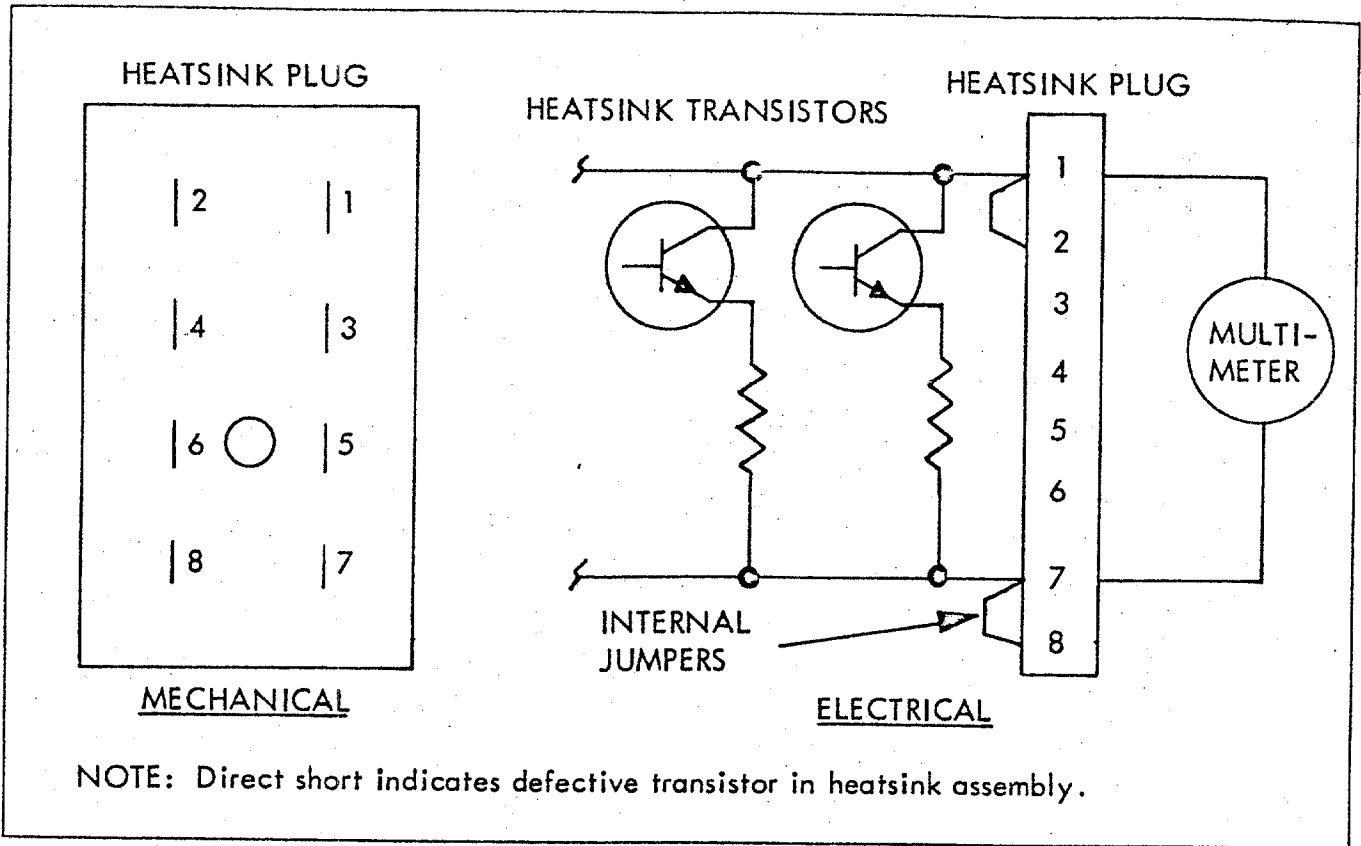 HEATSINK PLUG
2
1
4
3
6
5
8
7
MECHANICAL
HEATSINK TRANSISTORS
HEATSINK PLUG
1
2
3
4
5
6
7
8
MULTI-
METER
INTERNAL
JUMPERS
ELECTRICAL
NOTE: Direct short indicates defective transistor in heatsink assembly.